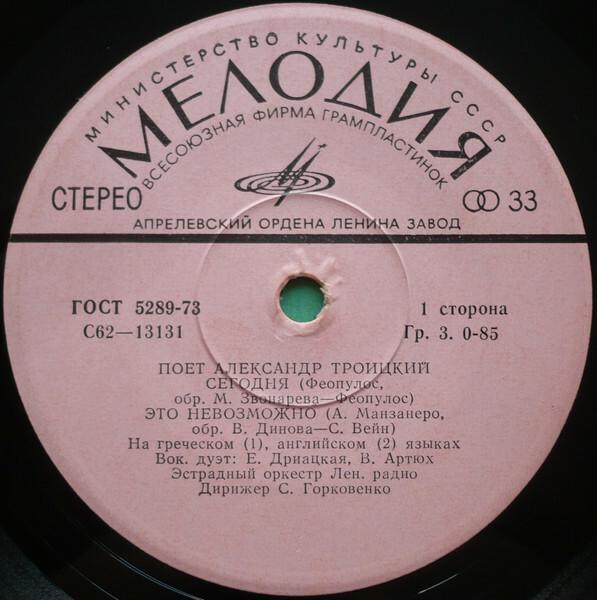 МИНИСТЕРСТВО КУЛЬТУРЫ СССР
МЕЛОДИЯ
ВСЕСОЮЗНАЯ ФИРМА ГРАМПЛАСТИНОК
СТЕРЕО
33
АПРЕЛЕВСКИЙ ОРДЕНА ЛЕНИНА ЗАВОД
ГОСТ 5289-73
1 сторона
С62—13131
Гр. 3. 0-85
ПОЕТ АЛЕКСАНДР ТРОИЦКИЙ
СЕГОДНЯ (Феопулос,
обр. М. Звонарева—Феопулос)
ЭТО НЕВОЗМОЖНО (А. Манзанеро,
обр. В. Динова—С. Вейн)
На греческом (1), английском (2) языках
Вок. дуэт: Е. Дриацкая, В. Артюх
Эстрадный оркестр Лен. радио
Дирижер С. Горковенко